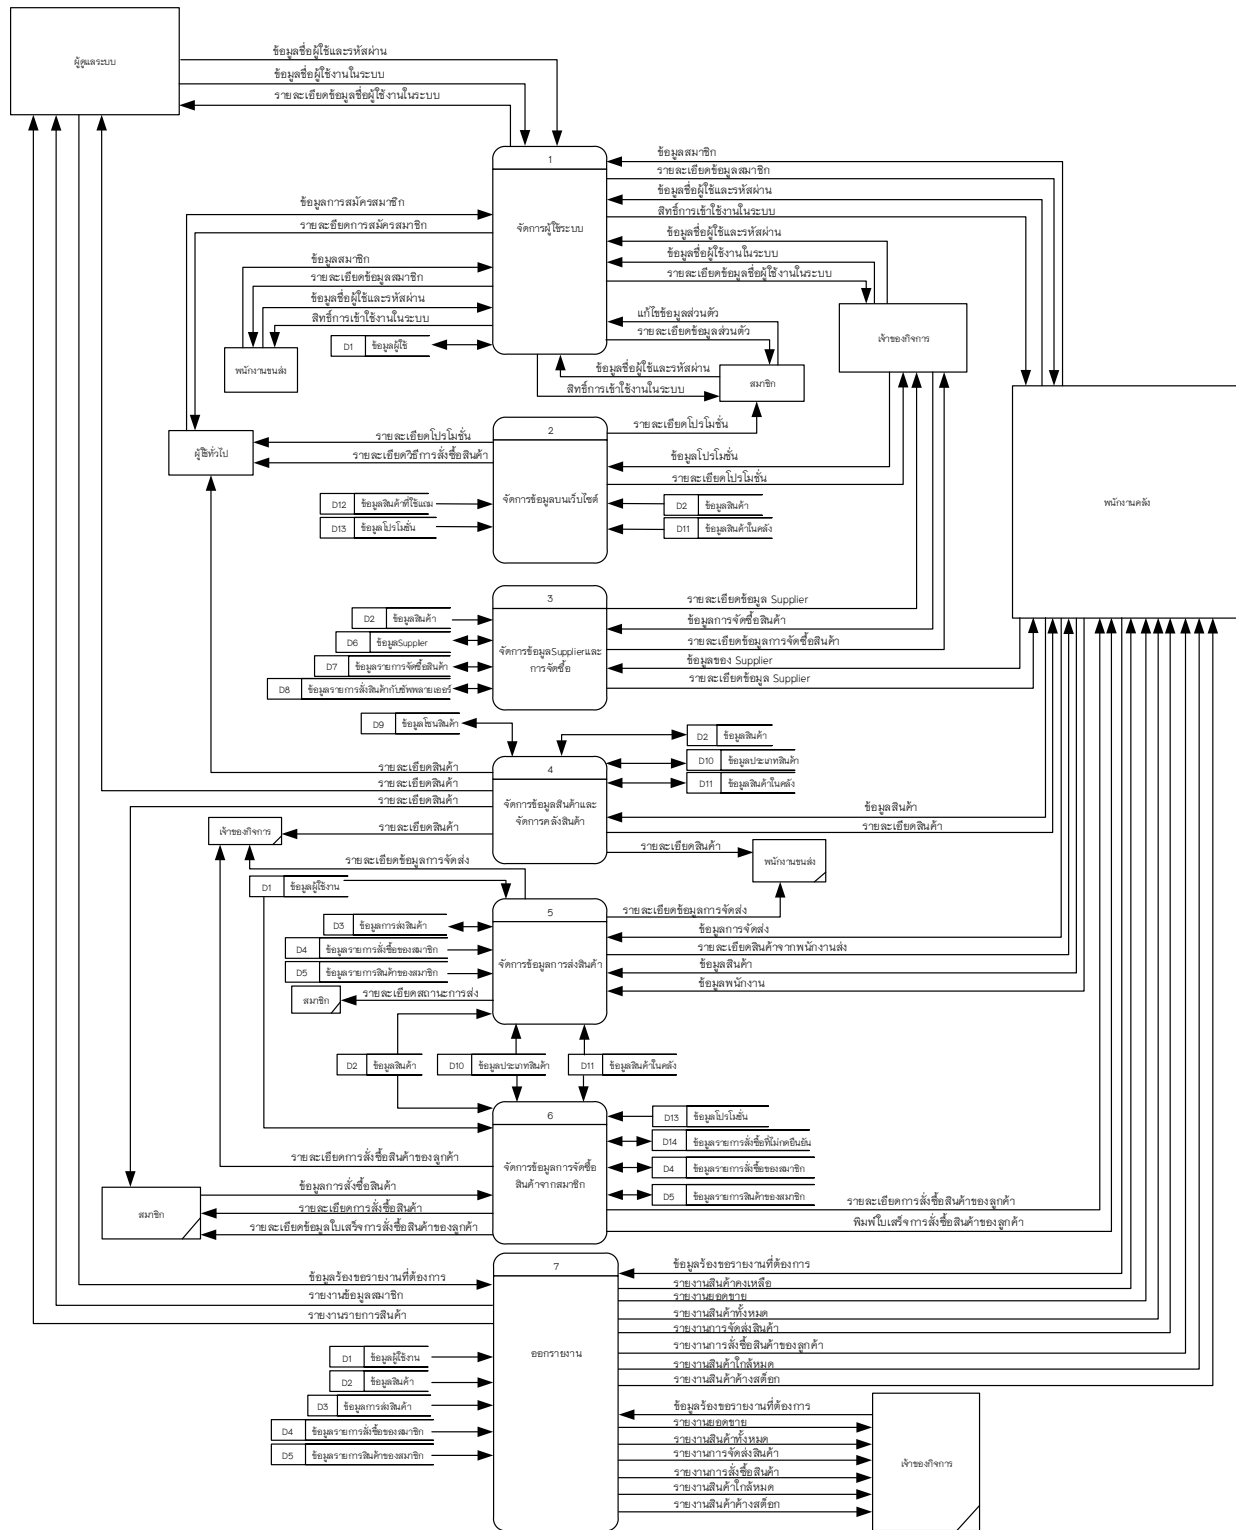 ผู้ดูแลระบบ
ข้อมูลชื่อผู้ใช้และรหัสผ่าน
ข้อมูลชื่อผู้ใช้งานในระบบ
รายละเอียดข้อมูลชื่อผู้ใช้งานในระบบ
1
จัดการผู้ใช้ระบบ
ข้อมูลสมาชิก
รายละเอียดข้อมูลสมาชิก
ข้อมูลชื่อผู้ใช้และรหัสผ่าน
สิทธิ์การเข้าใช้งานในระบบ
ข้อมูลชื่อผู้ใช้และรหัสผ่าน
ข้อมูลชื่อผู้ใช้งานในระบบ
รายละเอียดข้อมูลชื่อผู้ใช้งานในระบบ
ข้อมูลการสมัครสมาชิก
รายละอียดการสมัครสมาชิก
ข้อมูลสมาชิก
รายละเอียดข้อมูลสมาชิก
ข้อมูลชื่อผู้ใช้และรหัสผ่าน
สิทธิ์การเข้าใช้งานในระบบ
พนักงานขนส่ง
D1 ข้อมูลผู้ใช้
แก้ไขข้อมูลส่วนตัว
รายละเอียดข้อมูลส่วนตัว
ข้อมูลชื่อผู้ใช้และรหัสผ่าน
สิทธิ์การเข้าใช้งานในระบบ
สมาชิก
เจ้าของกิจการ
พนักงานคลัง
ผู้ใช้ทั่วไป
2
จัดการข้อมูลบนเว็บไซต์
รายละเอียดโปรโมชั่น
รายละเอียดวิธีการสั่งซื้อสินค้า
รายละเอียดโปรโมชั่น
ข้อมูลโปรโมชั่น
รายละเอียดโปรโมชั่น
D12 ข้อมูลสินค้าที่ใช้แถม
D13 ข้อมูลโปรโมชั่น
D2 ข้อมูลสินค้า
D11 ข้อมูลสินค้าในคลัง
3
จัดการข้อมูลSupplierและ
การจัดซื้อ
D2 ข้อมูลสินค้า
D6 ข้อมูลSupplier
D7 ข้อมูลรายการจัดซื้อสินค้า
D8 ข้อมูลรายการสั่งสินค้ากับซัพพลายเออร์
รายละเอียดข้อมูล Supplier
ข้อมูลการจัดซื้อสินค้า
รายละเอียดข้อมูลการจัดซื้อสินค้า
ข้อมูลของ Supplier
รายละเอียดข้อมูล Supplier
D9 ข้อมูลโซนสินค้า
D2 ข้อมูลสินค้า
D10 ข้อมูลประเภทสินค้า
D11 ข้อมูลสินค้าในคลัง
4
จัดการข้อมูลสินค้าและ
จัดการคลังสินค้า
รายละเอียดสินค้า
รายละเอียดสินค้า
รายละเอียดสินค้า
รายละเอียดสินค้า
เจ้าของกิจการ
ข้อมูลสินค้า
รายละเอียดสินค้า
รายละเอียดสินค้า
พนักงานขนส่ง
รายละเอียดข้อมูลการจัดส่ง
D1 ข้อมูลผู้ใช้งาน
5
จัดการข้อมูลการส่งสินค้า
D3 ข้อมูลการส่งสินค้า
D4 ข้อมูลรายการสั่งซื้อของสมาชิก
D5 ข้อมูลรายการสินค้าของสมาชิก
สมาชิก
รายละเอียดสถานะการส่ง
รายละเอียดข้อมูลการจัดส่ง
ข้อมูลการจัดส่ง
รายละเอียดสินค้าจากพนักงานส่ง
ข้อมูลสินค้า
ข้อมูลพนักงาน
D2 ข้อมูลสินค้า
D10 ข้อมูลประเภทสินค้า
D11 ข้อมูลสินค้าในคลัง
6
จัดการข้อมูลการจัดซื้อ
สินค้าจากสมาชิก
D13 ข้อมูลโปรโมชั่น
D14 ข้อมูลรายการสั่งซื้อที่ไม่กดยืนยัน
D4 ข้อมูลรายการสั่งซื้อของสมาชิก
D5 ข้อมูลรายการสินค้าของสมาชิก
รายละเอียดการสั่งซื้อสินค้าของลูกค้า
ข้อมูลการสั่งซื้อสินค้า
รายละเอียดการสั่งซื้อสินค้า
รายละเอียดข้อมูลใบเสร็จการสั่งซื้อสินค้าของลูกค้า
สมาชิก
รายละเอียดการสั่งซื้อสินค้าของลูกค้า
พิมพ์ใบเสร็จการสั่งซื้อสินค้าของลูกค้า
7
ออกรายงาน
ข้อมูลร้องขอรายงานที่ต้องการ
รายงานข้อมูลสมาชิก
รายงานรายการสินค้า
ข้อมูลร้องขอรายงานที่ต้องการ
รายงานสินค้าคงเหลือ
รายงานยอดขาย
รายงานสินค้าทั้งหมด
รายงานการจัดส่งสินค้า
รายงานการสั่งซื้อสินค้าของลูกค้า
รายงานสินค้าใกล้หมด
รายงานสินค้าค้างสต็อก
D1 ข้อมูลผู้ใช้งาน
D2 ข้อมูลสินค้า
D3 ข้อมูลการส่งสินค้า
D4 ข้อมูลรายการสั่งซื้อของสมาชิก
D5 ข้อมูลรายการสินค้าของสมาชิก
ข้อมูลร้องขอรายงานที่ต้องการ
รายงานยอดขาย
รายงานสินค้าทั้งหมด
รายงานการจัดส่งสินค้า
รายงานการสั่งซื้อสินค้า
รายงานสินค้าใกล้หมด
รายงานสินค้าค้างสต็อก
เจ้าของกิจการ